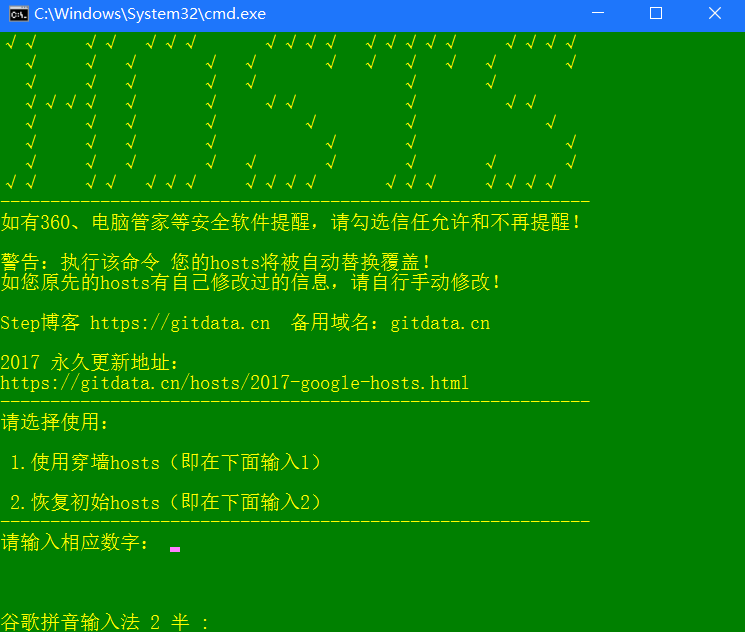 C:\Windows\System32\cmd.exe
HOSTS
------------------------------------------------------------
如有360、电脑管家等安全软件提醒，请勾选信任允许和不再提醒！
警告：执行该命令 您的hosts将被自动替换覆盖！
如您原先的hosts有自己修改过的信息，请自行手动修改！
Step博客 https://gitdata.cn  备用域名：gitdata.cn
2017 永久更新地址：
https://gitdata.cn/hosts/2017-google-hosts.html
------------------------------------------------------------
请选择使用：
1.使用穿墙hosts（即在下面输入1）
2.恢复初始hosts（即在下面输入2）
------------------------------------------------------------
请输入相应数字：
谷歌拼音输入法 2 半 :